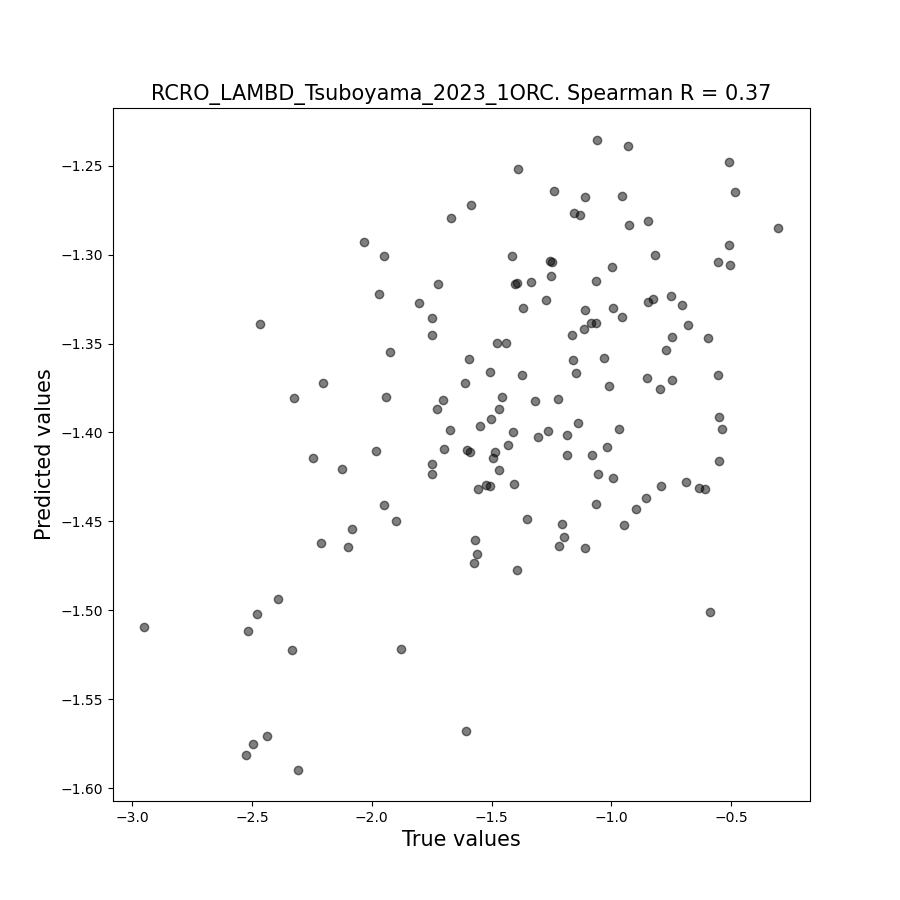 RCRO_LAMBD_Tsuboyama_2023_1ORC. Spearman R = 0.37
Predicted values
−1.25
−1.30
−1.35
−1.40
−1.45
−1.50
−1.55
−1.60
−3.0 −2.5 −2.0 −1.5 −1.0 −0.5
True values